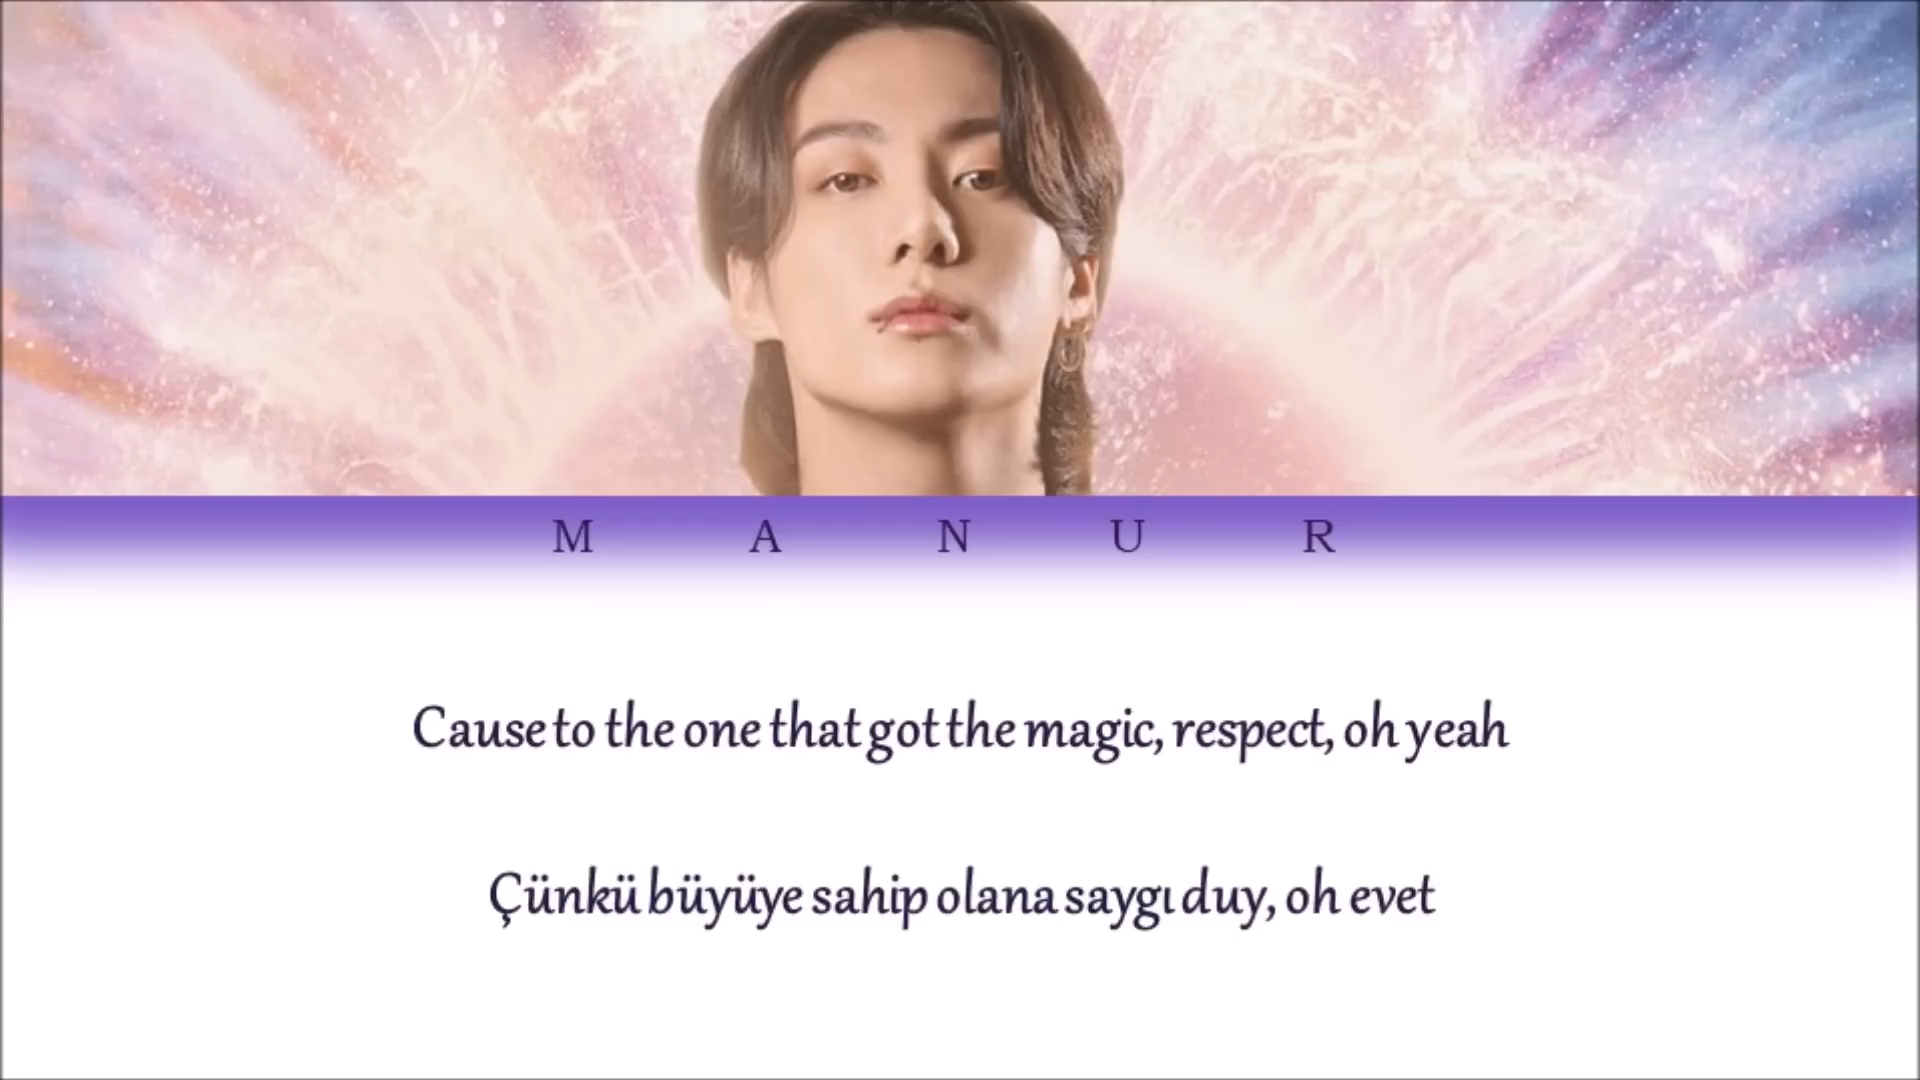 M A N U R
Cause to the one that got the magic, respect, oh yeah
Çünkü büyüye sahip olana saygı duy, oh evet